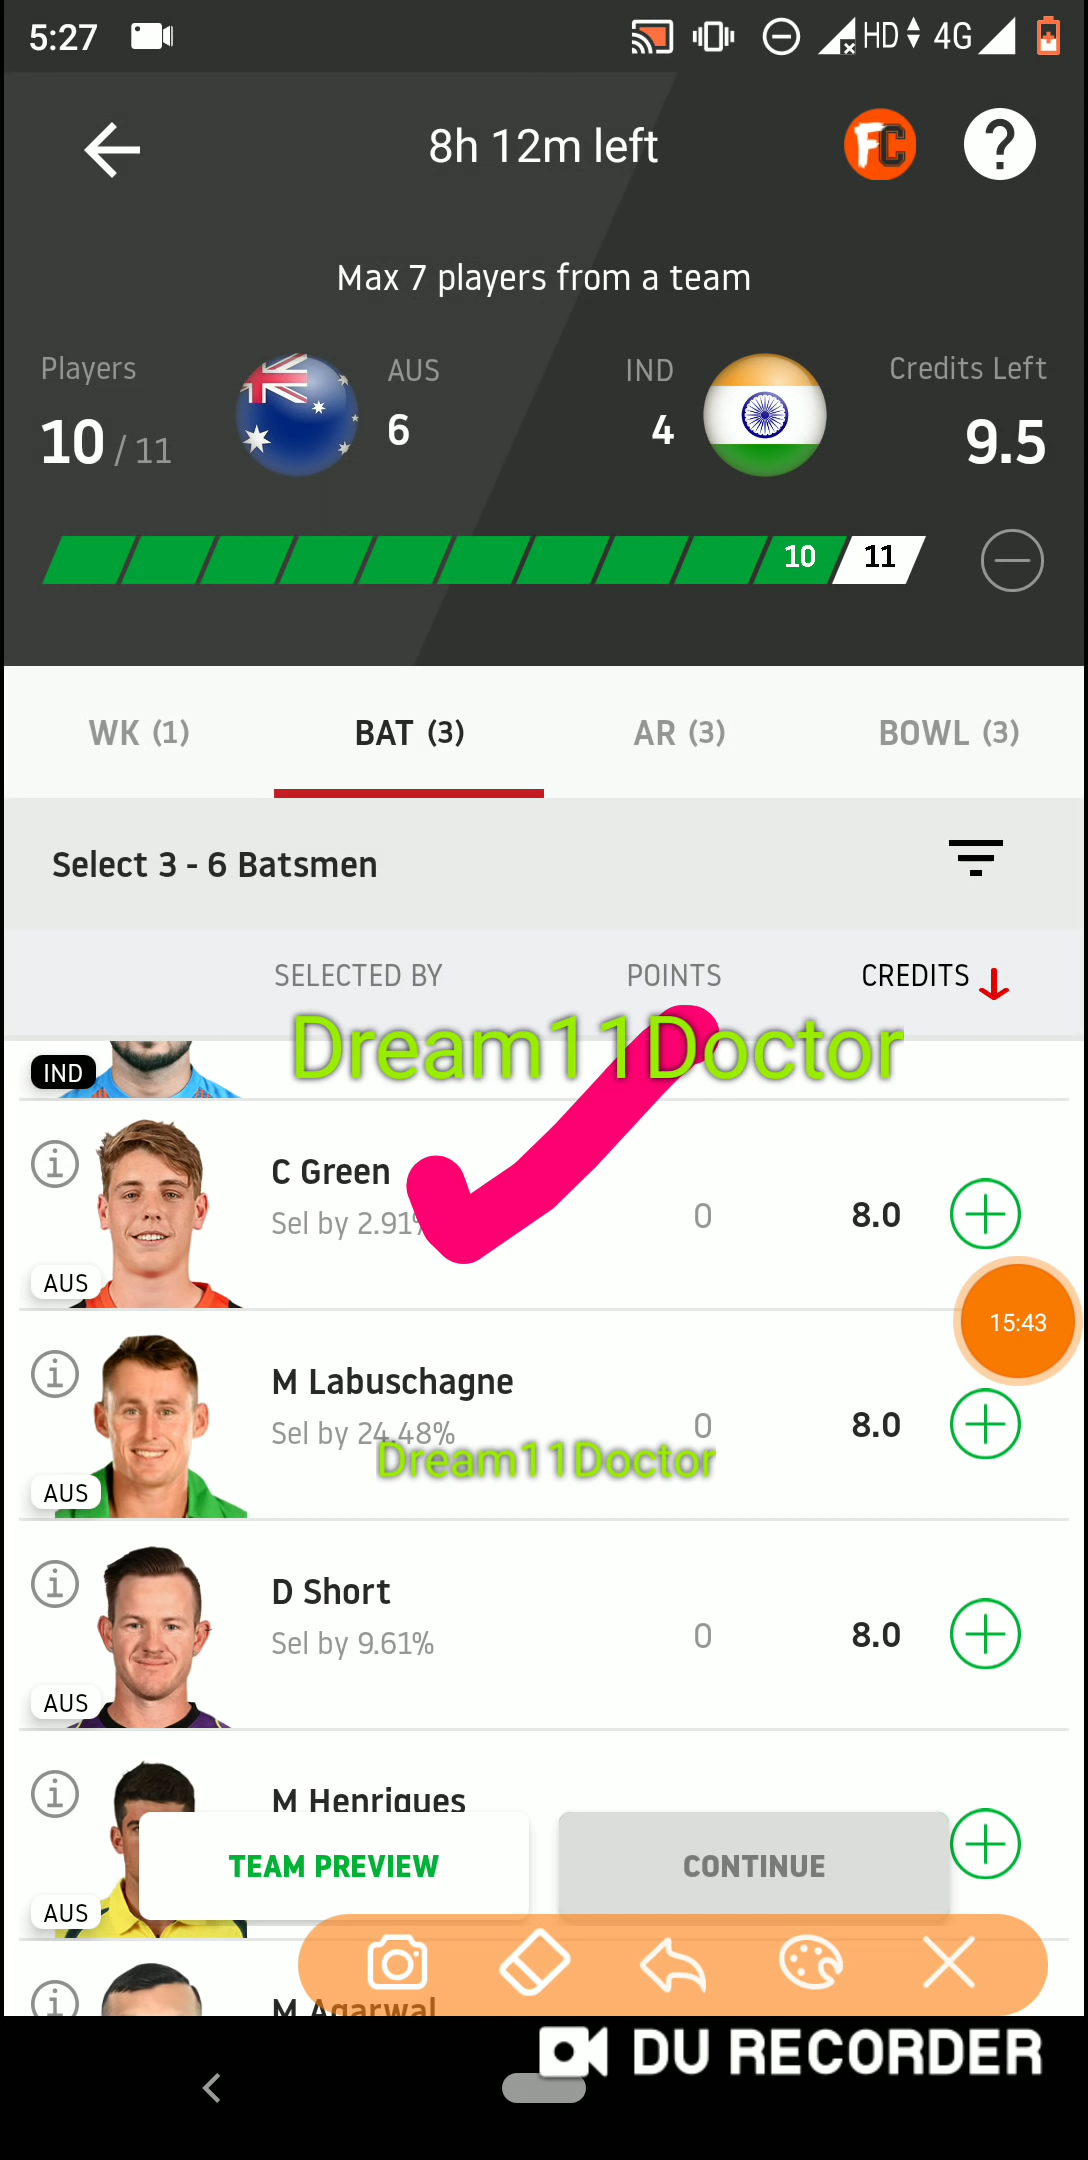 5:27
HD 4G
8h 12m left
FC
?
Max 7 players from a team
Players
AUS
IND
Credits Left
10 / 11
6
4
9.5
10
11
WK (1)
BAT (3)
AR (3)
BOWL (3)
Select 3 - 6 Batsmen
SELECTED BY
POINTS
CREDITS
Dream11Doctor
IND
C Green
Sel by 2.91%
0
8.0
AUS
15:43
M Labuschagne
Sel by 24.48%
0
8.0
Dream11Doctor
AUS
D Short
Sel by 9.61%
0
8.0
AUS
M Henriques
TEAM PREVIEW
CONTINUE
AUS
M Agarwal
DU RECORDER